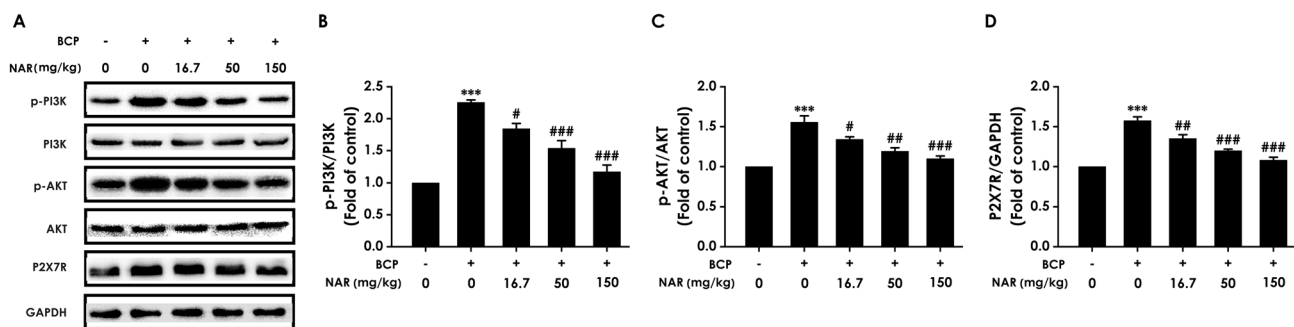 A
BCP - + + + +
NAR(mg/kg) 0 0 16.7 50 150
p-PI3K
PI3K
p-AKT
AKT
P2X7R
GAPDH
B
p-PI3K/PI3K
(Fold of control)
2.5
2.0
1.5
1.0
0.5
0.0
***
#
###
###
BCP - + + + +
NAR (mg/kg) 0 0 16.7 50 150
C
p-AKT/AKT
(Fold of control)
2.0
1.5
1.0
0.5
0.0
***
#
##
###
BCP - + + + +
NAR (mg/kg) 0 0 16.7 50 150
D
P2X7R/GAPDH
(Fold of control)
2.0
1.5
1.0
0.5
0.0
***
##
###
###
BCP - + + + +
NAR (mg/kg) 0 0 16.7 50 150